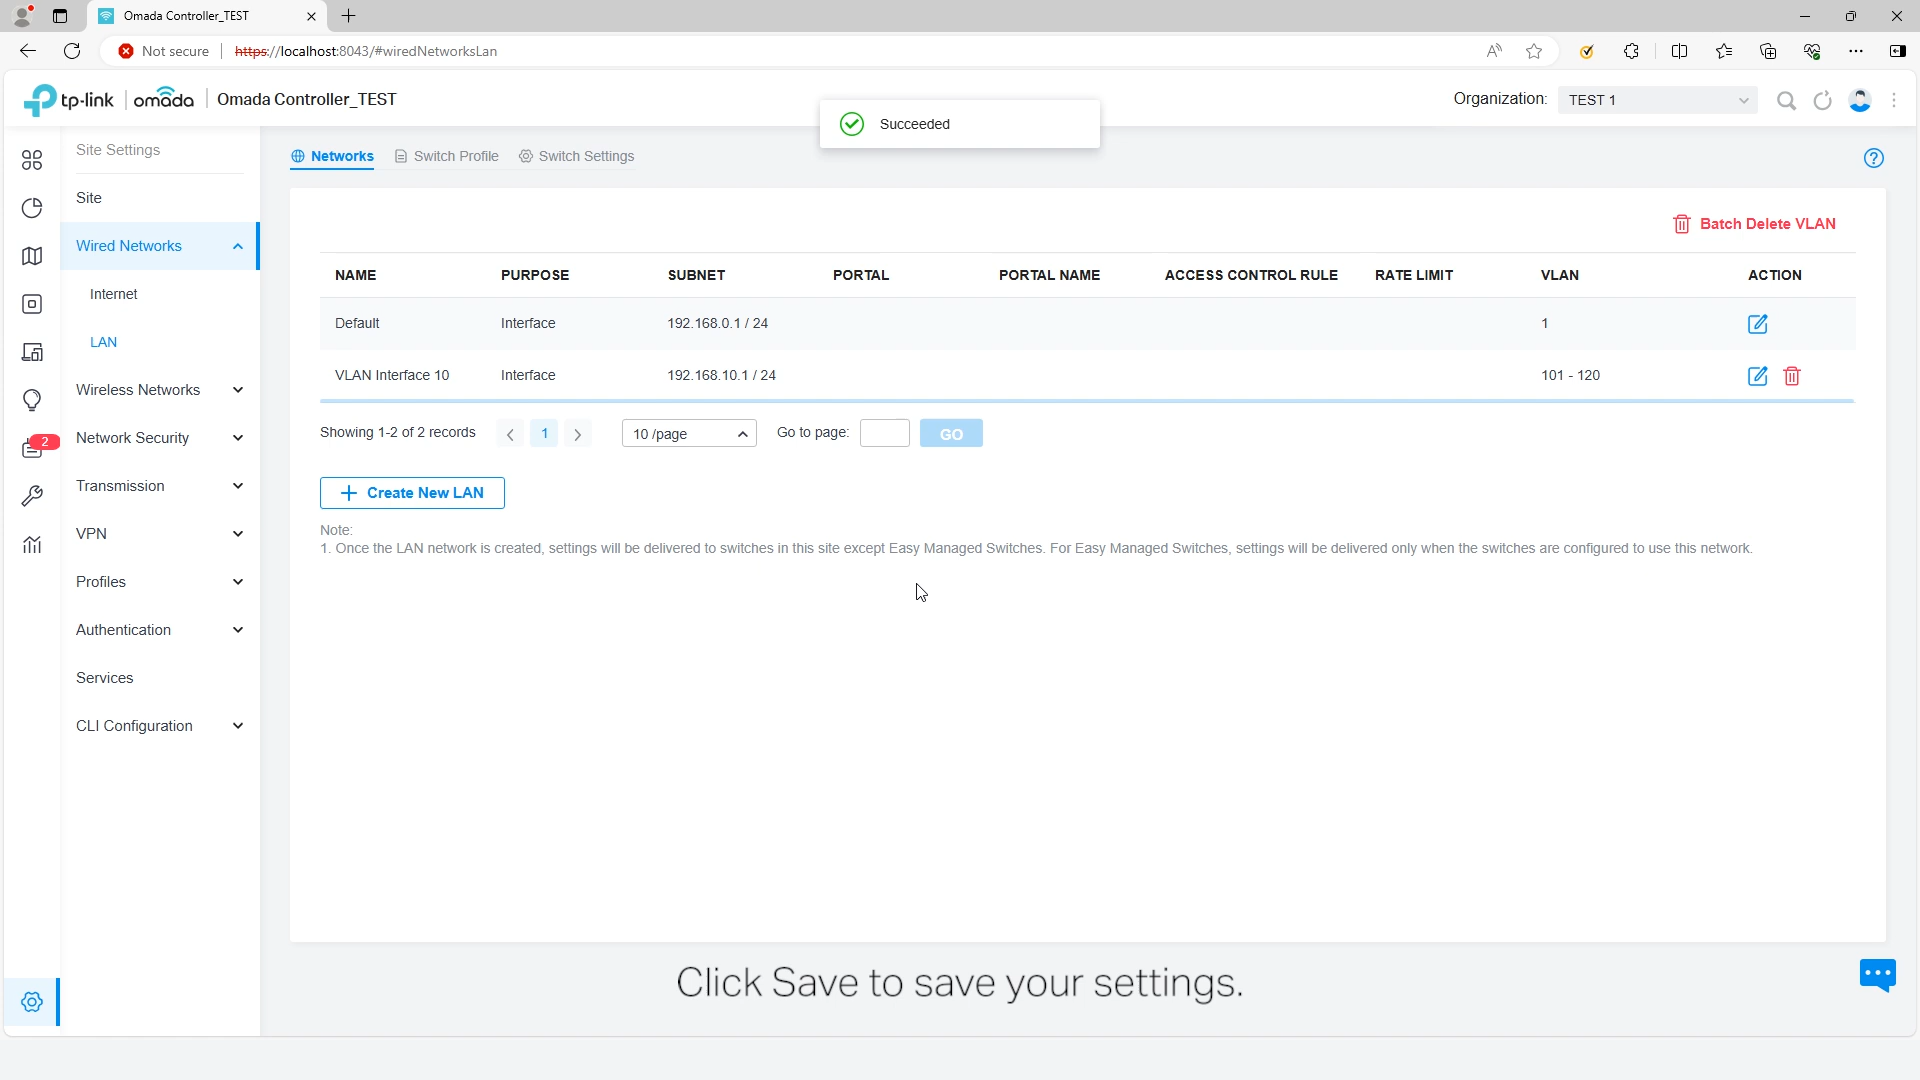 Omada Controller_TEST
Not secure
https://localhost:8043/#wiredNetworksLan
tp-link
omada
Omada Controller_TEST
Organization:
TEST 1
Succeeded
Site Settings
Site
Wired Networks
Internet
LAN
Wireless Networks
2
Network Security
Transmission
VPN
Profiles
Authentication
Services
CLI Configuration
Networks
Switch Profile
Switch Settings
Batch Delete VLAN
NAME PURPOSE SUBNET PORTAL PORTAL NAME ACCESS CONTROL RULE RATE LIMIT VLAN ACTION
Default Interface 192.168.0.1 / 24 1
VLAN Interface 10 Interface 192.168.10.1 / 24 101 - 120
Showing 1-2 of 2 records 1 10 /page Go to page: GO
Create New LAN
Note:
1. Once the LAN network is created, settings will be delivered to switches in this site except Easy Managed Switches. For Easy Managed Switches, settings will be delivered only when the switches are configured to use this network.
Click Save to save your settings.